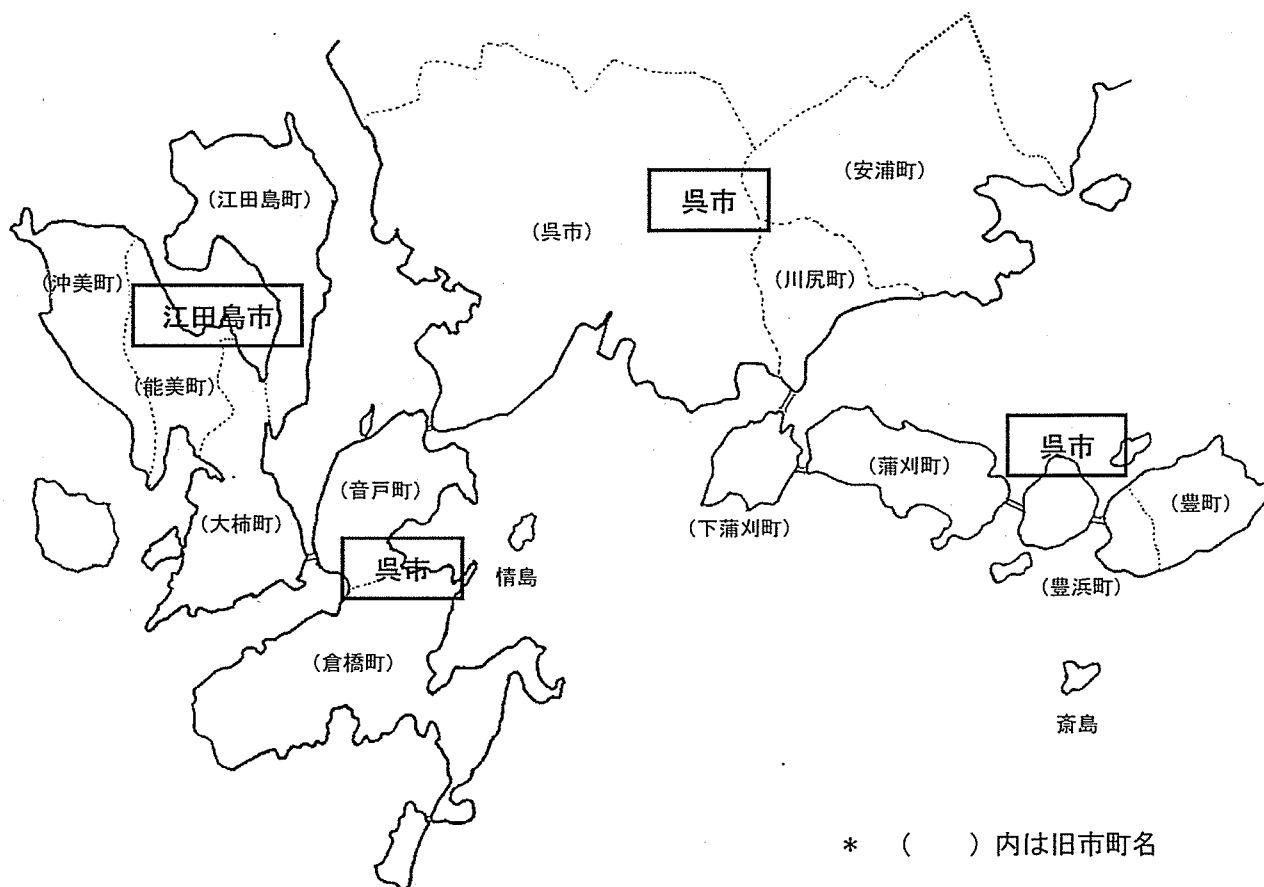 (安浦町)
(江田島町)
呉市
(呉市)
(沖美町)
(川尻町)
江田島市
(能美町)
呉市
(蒲刈町)
(音戸町)
(豊町)
(大柿町)
(下蒲刈町)
呉市
情島
(豊浜町)
(倉橋町)
斎島
* ( )内は旧市町名